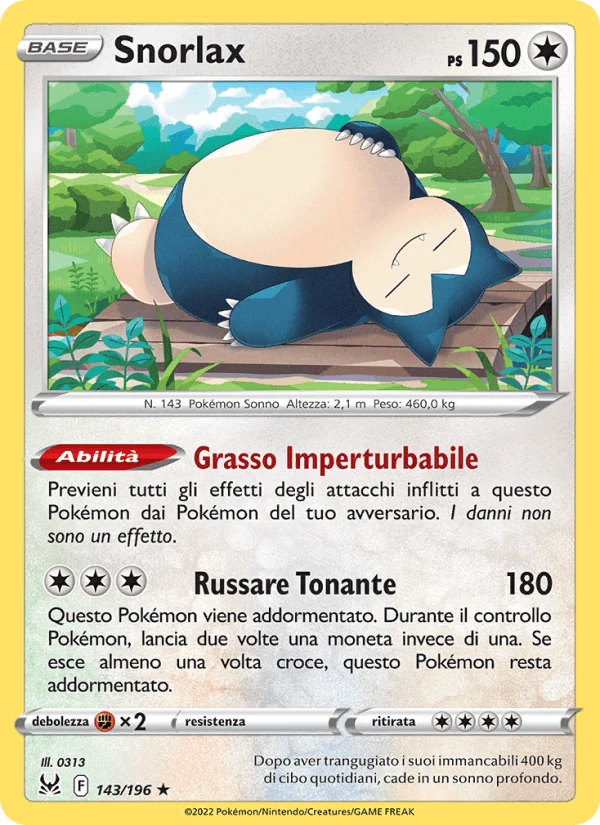 BASE Snorlax PS 150
N. 143 Pokémon Sonno Altezza: 2,1 m Peso: 460,0 kg
Abilità Grasso Imperturbabile
Previeni tutti gli effetti degli attacchi inflitti a questo
Pokémon dai Pokémon del tuo avversario. I danni non
sono un effetto.
Russare Tonante 180
Questo Pokémon viene addormentato. Durante il controllo
Pokémon, lancia due volte una moneta invece di una. Se
esce almeno una volta croce, questo Pokémon resta
addormentato.
debolezza ×2 resistenza ritirata
Ill. 0313
Dopo aver trangugiato i suoi immancabili 400 kg
di cibo quotidiani, cade in un sonno profondo.
F 143/196 ★
©2022 Pokémon/Nintendo/Creatures/GAME FREAK